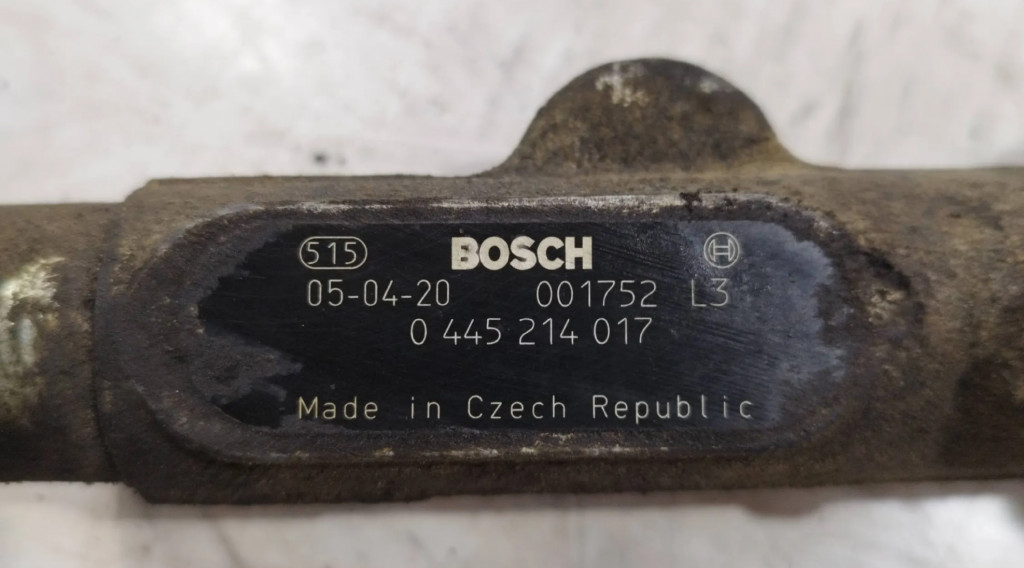 515 BOSCH
05-04-20 001752 L3
0 445 214 017
Made in Czech Republic